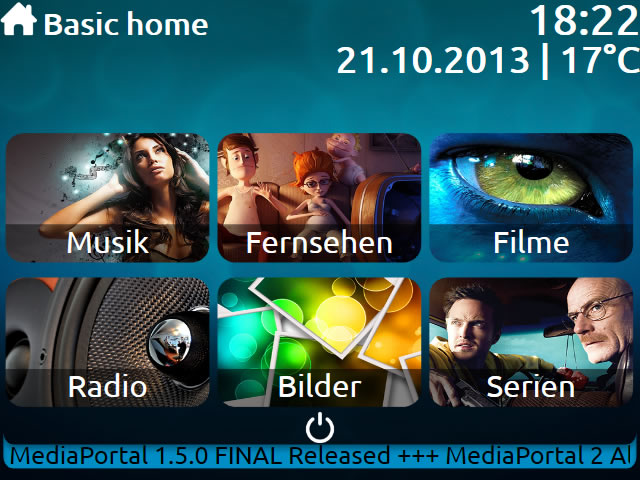 Basic home
18:22
21.10.2013 | 17°C
Musik
Fernsehen
Filme
Radio
Bilder
Serien
MediaPortal 1.5.0 FINAL Released +++ MediaPortal 2 Al